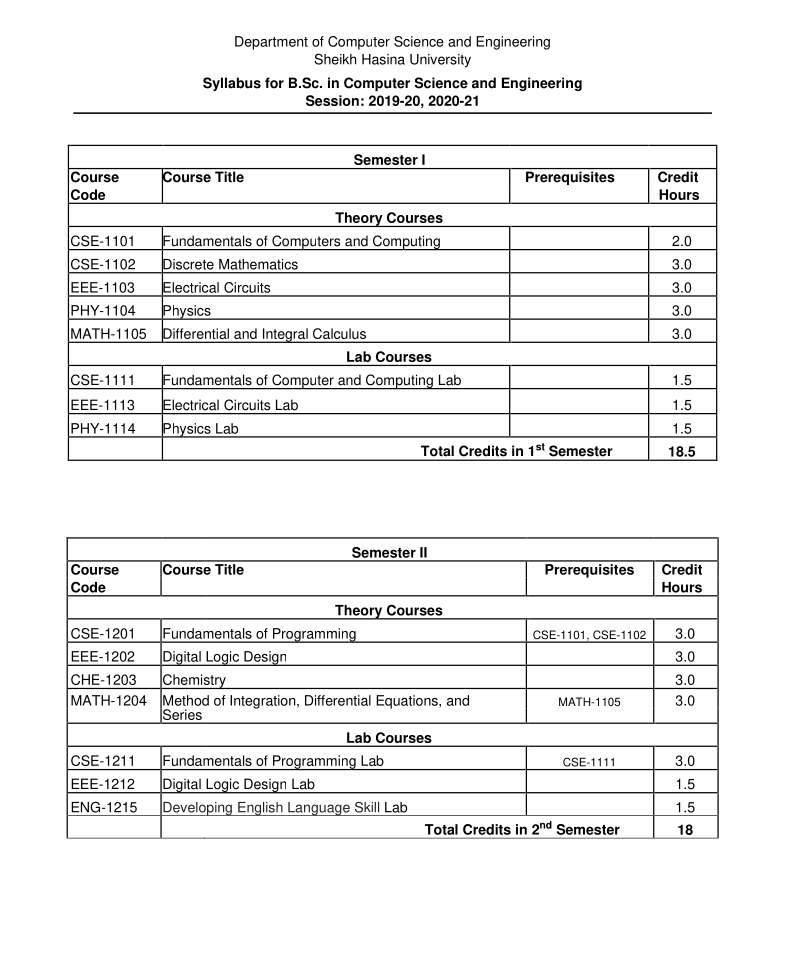 Department of Computer Science and Engineering
Sheikh Hasina University
Syllabus for B.Sc. in Computer Science and Engineering
Session: 2019-20, 2020-21
Semester I
Course Code Course Title Prerequisites Credit Hours
Theory Courses
CSE-1101 Fundamentals of Computers and Computing 2.0
CSE-1102 Discrete Mathematics 3.0
EEE-1103 Electrical Circuits 3.0
PHY-1104 Physics 3.0
MATH-1105 Differential and Integral Calculus 3.0
Lab Courses
CSE-1111 Fundamentals of Computer and Computing Lab 1.5
EEE-1113 Electrical Circuits Lab 1.5
PHY-1114 Physics Lab 1.5
Total Credits in 1st Semester 18.5
Semester II
Course Code Course Title Prerequisites Credit Hours
Theory Courses
CSE-1201 Fundamentals of Programming CSE-1101, CSE-1102 3.0
EEE-1202 Digital Logic Design 3.0
CHE-1203 Chemistry 3.0
MATH-1204 Method of Integration, Differential Equations, and Series MATH-1105 3.0
Lab Courses
CSE-1211 Fundamentals of Programming Lab CSE-1111 3.0
EEE-1212 Digital Logic Design Lab 1.5
ENG-1215 Developing English Language Skill Lab 1.5
Total Credits in 2nd Semester 18